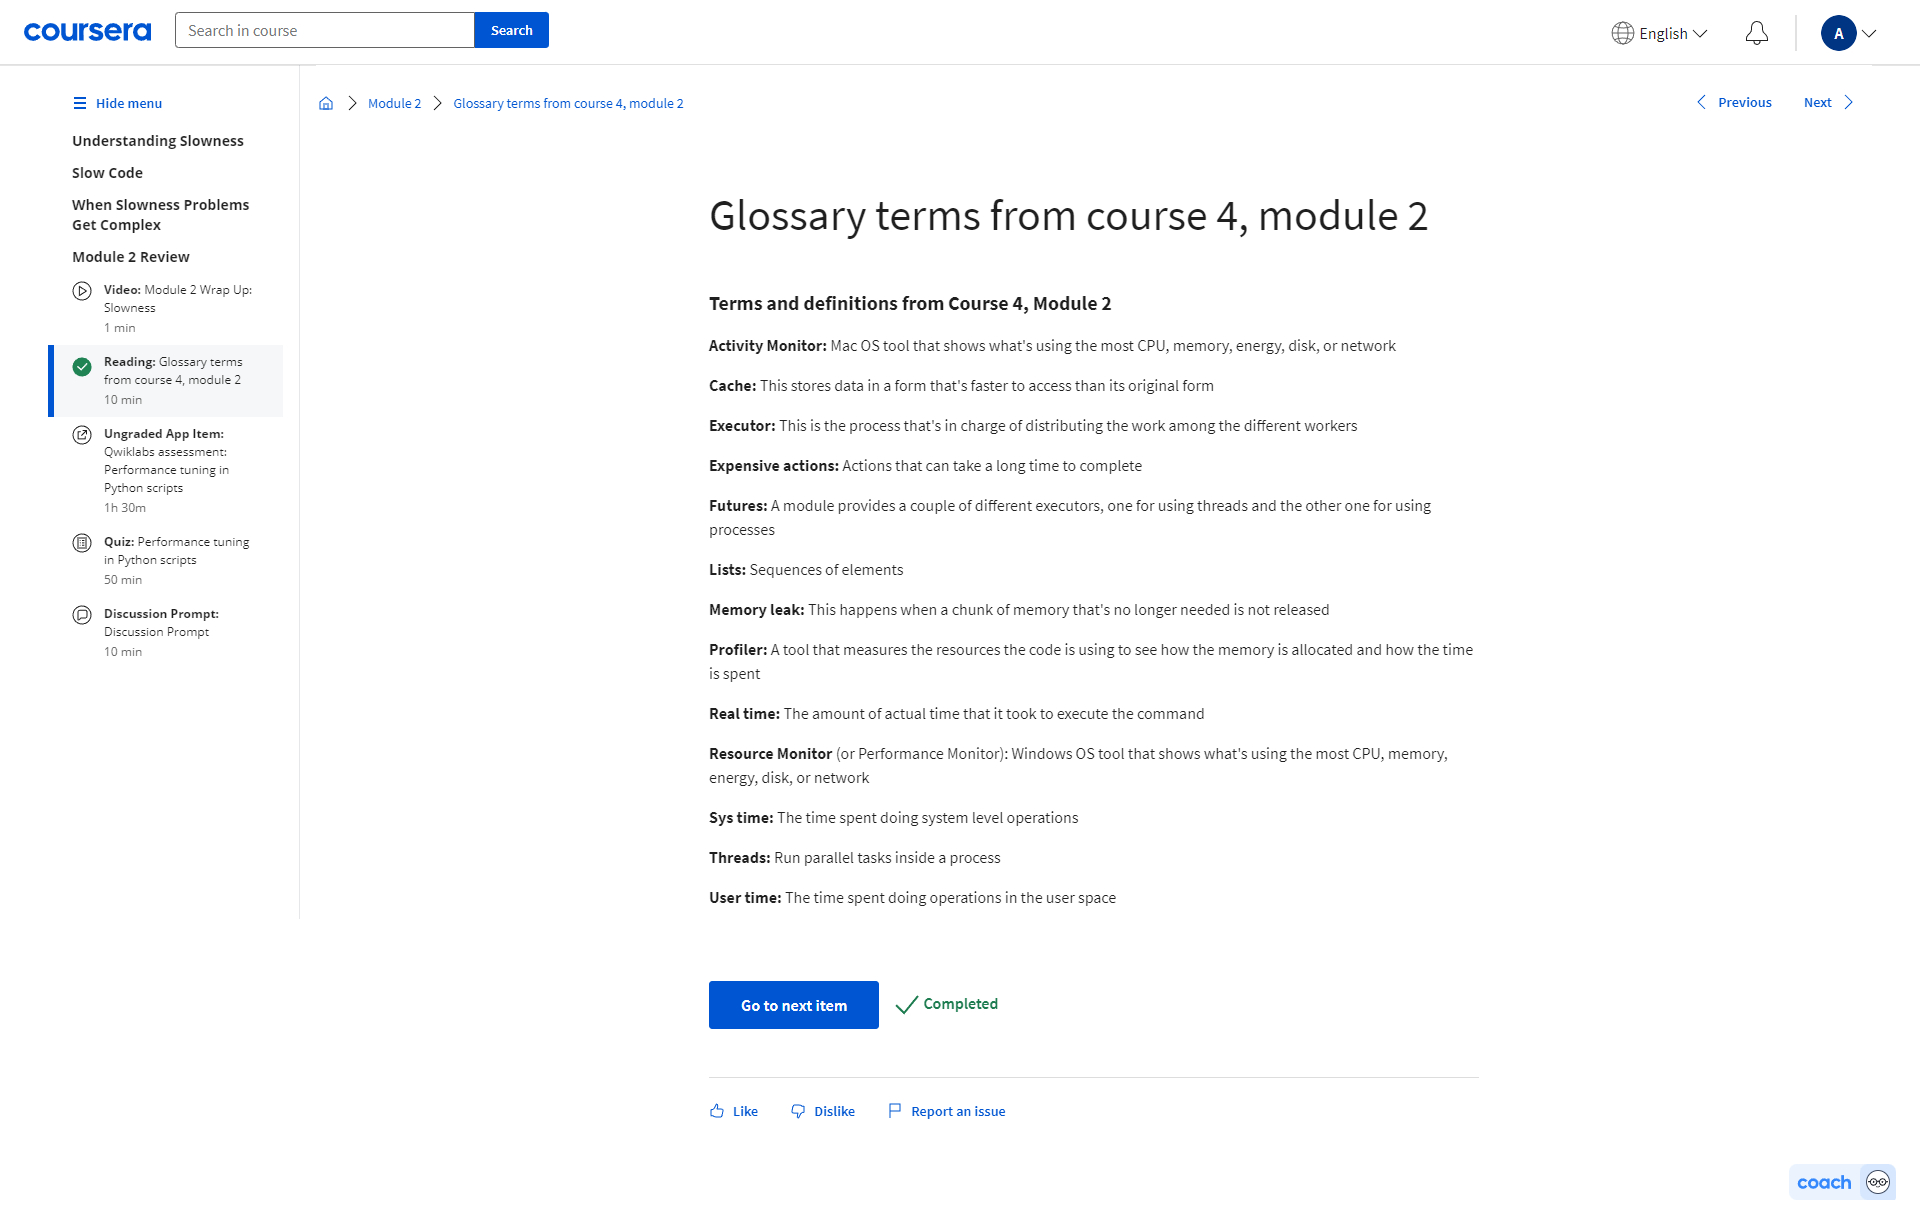 coursera
Search in course
Search
English
A
Hide menu
Understanding Slowness
Slow Code
When Slowness Problems
Get Complex
Module 2 Review
Video: Module 2 Wrap Up:
Slowness
1 min
Reading: Glossary terms
from course 4, module 2
10 min
Ungraded App Item:
Qwiklabs assessment:
Performance tuning in
Python scripts
1h 30m
Quiz: Performance tuning
in Python scripts
50 min
Discussion Prompt:
Discussion Prompt
10 min
Module 2
Glossary terms from course 4, module 2
Previous
Next
Glossary terms from course 4, module 2
Terms and definitions from Course 4, Module 2
Activity Monitor: Mac OS tool that shows what's using the most CPU, memory, energy, disk, or network
Cache: This stores data in a form that's faster to access than its original form
Executor: This is the process that's in charge of distributing the work among the different workers
Expensive actions: Actions that can take a long time to complete
Futures: A module provides a couple of different executors, one for using threads and the other one for using
processes
Lists: Sequences of elements
Memory leak: This happens when a chunk of memory that's no longer needed is not released
Profiler: A tool that measures the resources the code is using to see how the memory is allocated and how the time
is spent
Real time: The amount of actual time that it took to execute the command
Resource Monitor (or Performance Monitor): Windows OS tool that shows what's using the most CPU, memory,
energy, disk, or network
Sys time: The time spent doing system level operations
Threads: Run parallel tasks inside a process
User time: The time spent doing operations in the user space
Go to next item
Completed
Like
Dislike
Report an issue
coach